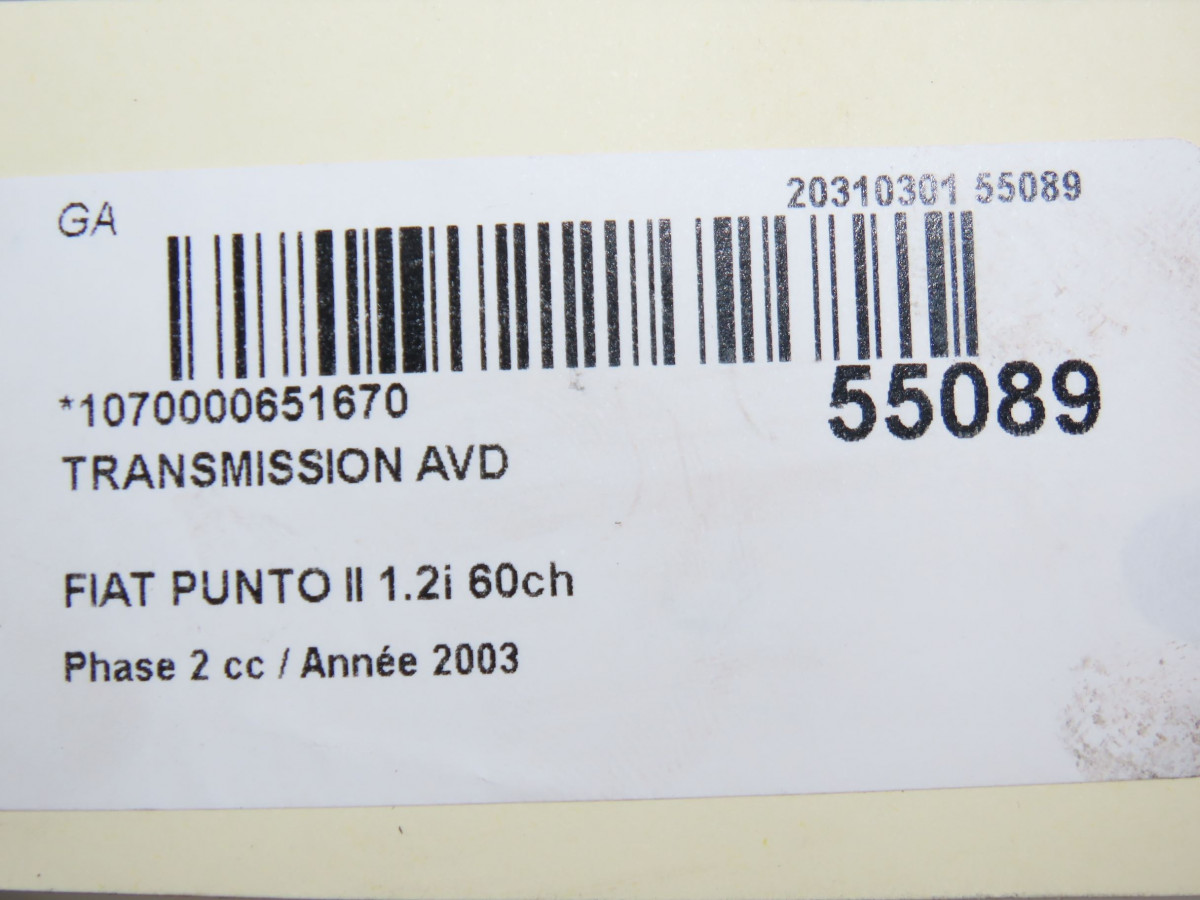 GA
20310301 55089
*1070000651670
55089
TRANSMISSION AVD
FIAT PUNTO II 1.2i 60ch
Phase 2 cc / Année 2003